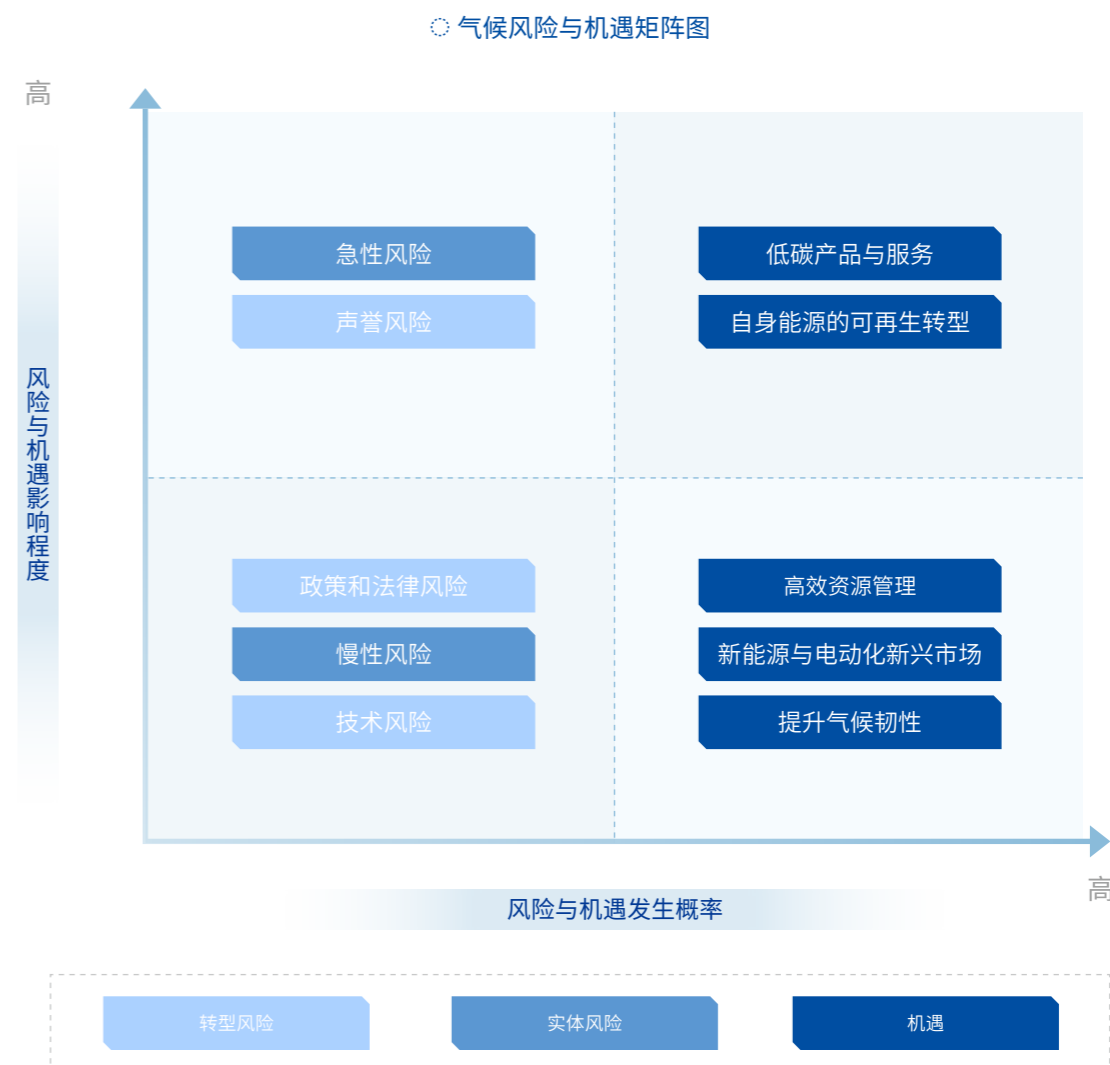 气候风险与机遇矩阵图
高
急性风险
低碳产品与服务
声誉风险
自身能源的可再生转型
风险与机遇影响程度
政策和法律风险
高效资源管理
慢性风险
新能源与电动化新兴市场
技术风险
提升气候韧性
高
风险与机遇发生概率
转型风险
实体风险
机遇